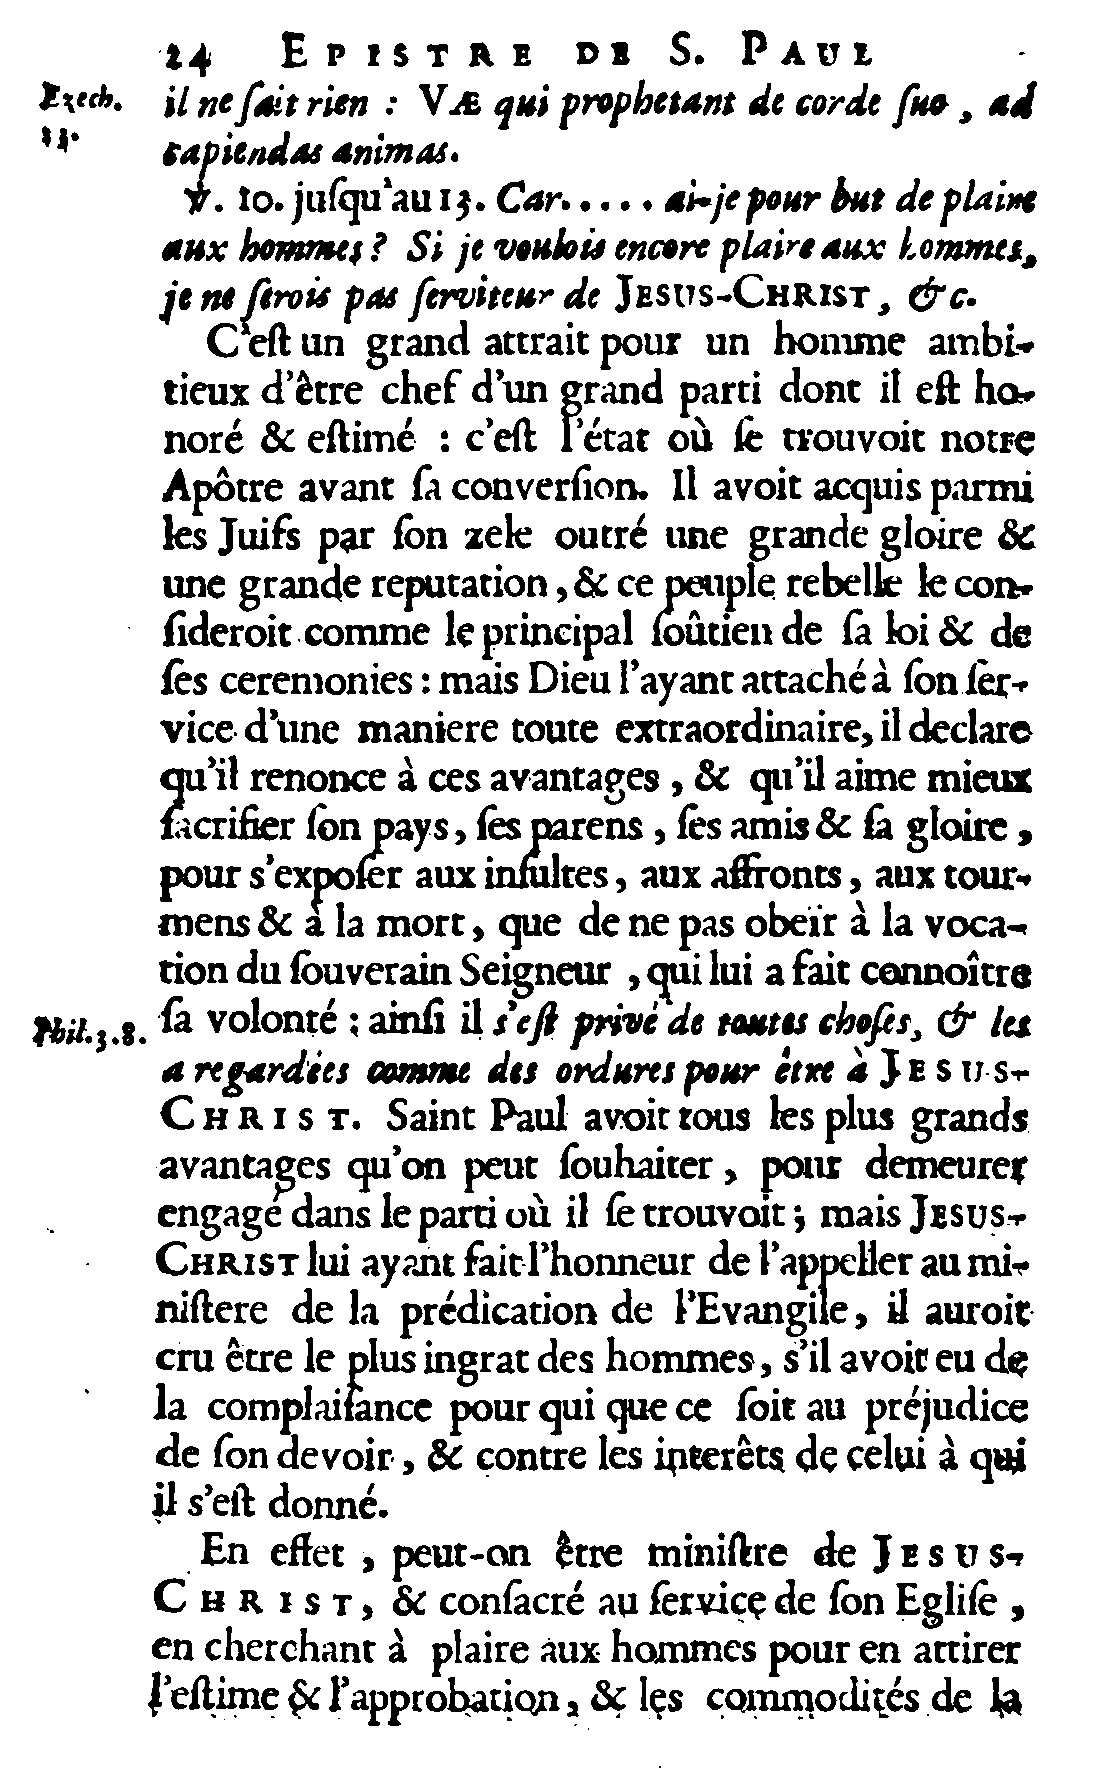 24 EPISTRE DE S. PAUL
Ezech. 13.
il ne ſait rien : VÆ qui prophetant de corde ſuo, ad
capiendas animas.
℣. 10. juſqu'au 13. Car..... ai-je pour but de plaire
aux hommes? Si je voulois encore plaire aux hommes,
je ne ſerois pas ſerviteur de JESUS-CHRIST, &c.
C'eſt un grand attrait pour un homme ambi-
tieux d'être chef d'un grand parti dont il eſt ho-
noré & eſtimé : c'eſt l'état où ſe trouvoit notre
Apôtre avant ſa converſion. Il avoit acquis parmi
les Juifs par ſon zele outré une grande gloire &
une grande reputation, & ce peuple rebelle le con-
ſideroit comme le principal ſoûtien de ſa loi & de
ſes ceremonies : mais Dieu l'ayant attaché à ſon ſer-
vice d'une maniere toute extraordinaire, il declare
qu'il renonce à ces avantages, & qu'il aime mieux
ſacrifier ſon pays, ſes parens, ſes amis & ſa gloire,
pour s'expoſer aux inſultes, aux affronts, aux tour-
mens & à la mort, que de ne pas obeïr à la voca-
tion du ſouverain Seigneur, qui lui a fait connoître
Phil. 3. 8.
ſa volonté ; ainſi il s'eſt privé de toutes choſes, & les
a regardées comme des ordures pour être à JESUS-
CHRIST. Saint Paul avoit tous les plus grands
avantages qu'on peut ſouhaiter, pour demeurer
engagé dans le parti où il ſe trouvoit ; mais JESUS-
CHRIST lui ayant fait l'honneur de l'appeller au mi-
niſtere de la prédication de l'Evangile, il auroit
cru être le plus ingrat des hommes, s'il avoit eu de
la complaiſance pour qui que ce ſoit au préjudice
de ſon devoir, & contre les interêts de celui à qui
il s'eſt donné.
En effet, peut-on être miniſtre de JESUS-
CHRIST, & conſacré au ſervice de ſon Egliſe,
en cherchant à plaire aux hommes pour en attirer
l'eſtime & l'approbation, & les commodités de la